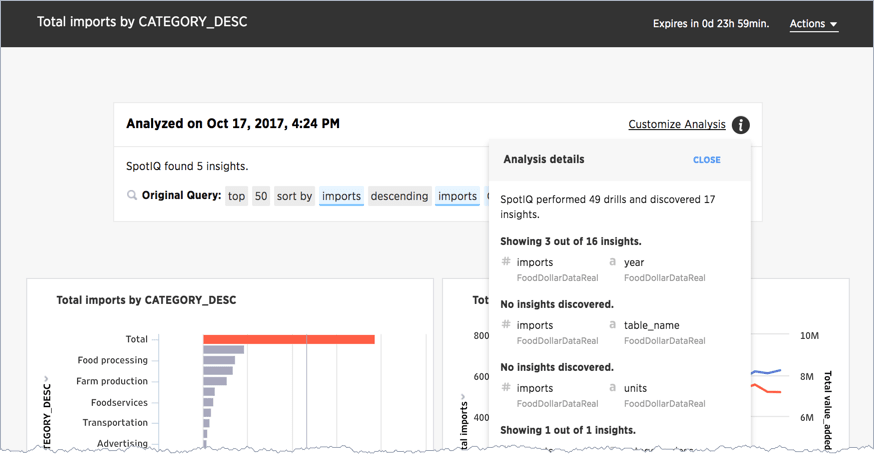 Total imports by CATEGORY_DESC
Expires in 0d 23h 59min.
Actions
Analyzed on Oct 17, 2017, 4:24 PM
Customize Analysis
SpotIQ found 5 insights.
Original Query: top 50 sort by imports descending imports
Analysis details
CLOSE
SpotIQ performed 49 drills and discovered 17
insights.
Showing 3 out of 16 insights.
# imports a year
FoodDollarDataReal FoodDollarDataReal
No insights discovered.
# imports a table_name
FoodDollarDataReal FoodDollarDataReal
No insights discovered.
# imports a units
FoodDollarDataReal FoodDollarDataReal
Showing 1 out of 1 insights.
Total imports by CATEGORY_DESC
Total
Food processing
Farm production
Foodservices
Transportation
Advertising
TEGORY_DESC
Tot
800
600
400
tal imports
10M
8M
6M
Total value_added